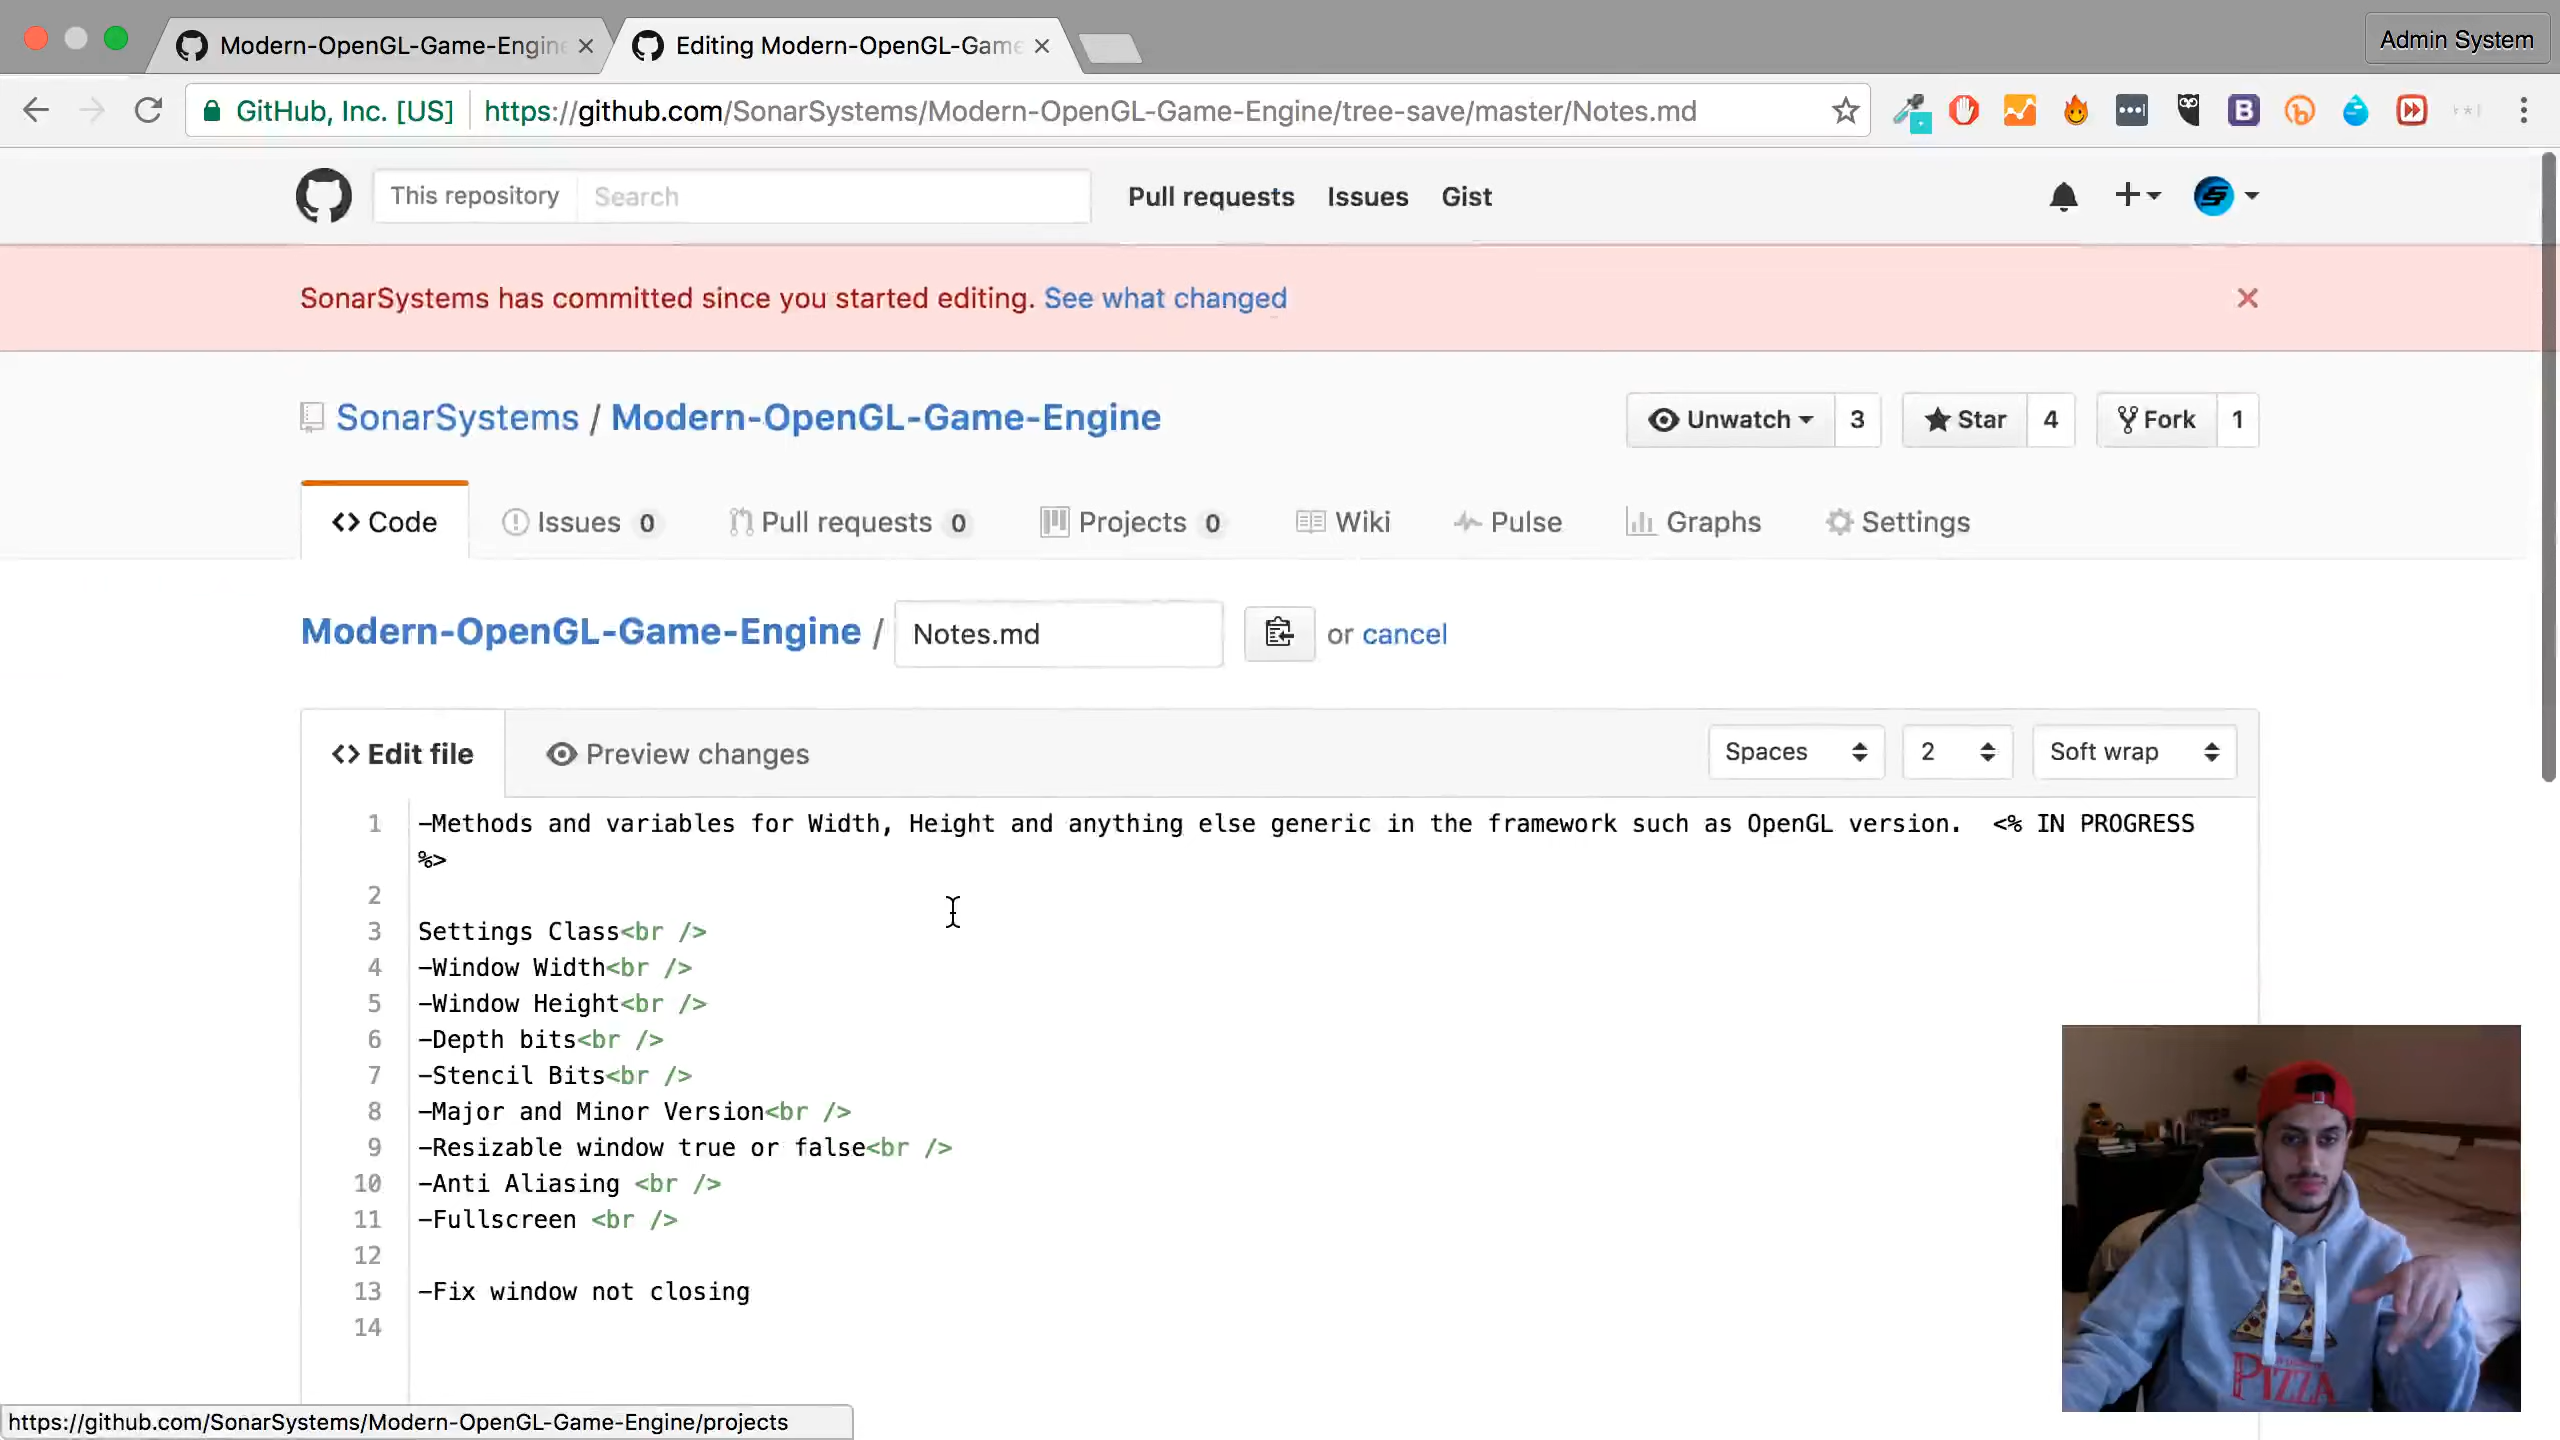 Modern-OpenGL-Game-Engine
Editing Modern-OpenGL-Game
Admin System
GitHub, Inc. [US]
https://github.com/SonarSystems/Modern-OpenGL-Game-Engine/tree-save/master/Notes.md
This repository
Search
Pull requests
Issues
Gist
SonarSystems has committed since you started editing. See what changed
SonarSystems / Modern-OpenGL-Game-Engine
Unwatch 3
Star 4
Fork 1
<> Code
Issues 0
Pull requests 0
Projects 0
Wiki
Pulse
Graphs
Settings
Modern-OpenGL-Game-Engine / Notes.md or cancel
<> Edit file
Preview changes
Spaces
2
Soft wrap
1 -Methods and variables for Width, Height and anything else generic in the framework such as OpenGL version.  <% IN PROGRESS
%>
2
3 Settings Class<br />
4 -Window Width<br />
5 -Window Height<br />
6 -Depth bits<br />
7 -Stencil Bits<br />
8 -Major and Minor Version<br />
9 -Resizable window true or false<br />
10 -Anti Aliasing <br />
11 -Fullscreen <br />
12
13 -Fix window not closing
14
PIZZA
https://github.com/SonarSystems/Modern-OpenGL-Game-Engine/projects